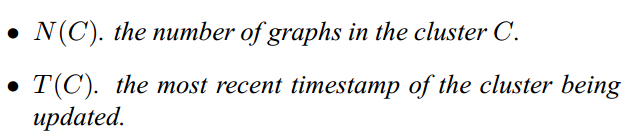 • N(C). the number of graphs in the cluster C.
• T(C). the most recent timestamp of the cluster being
updated.